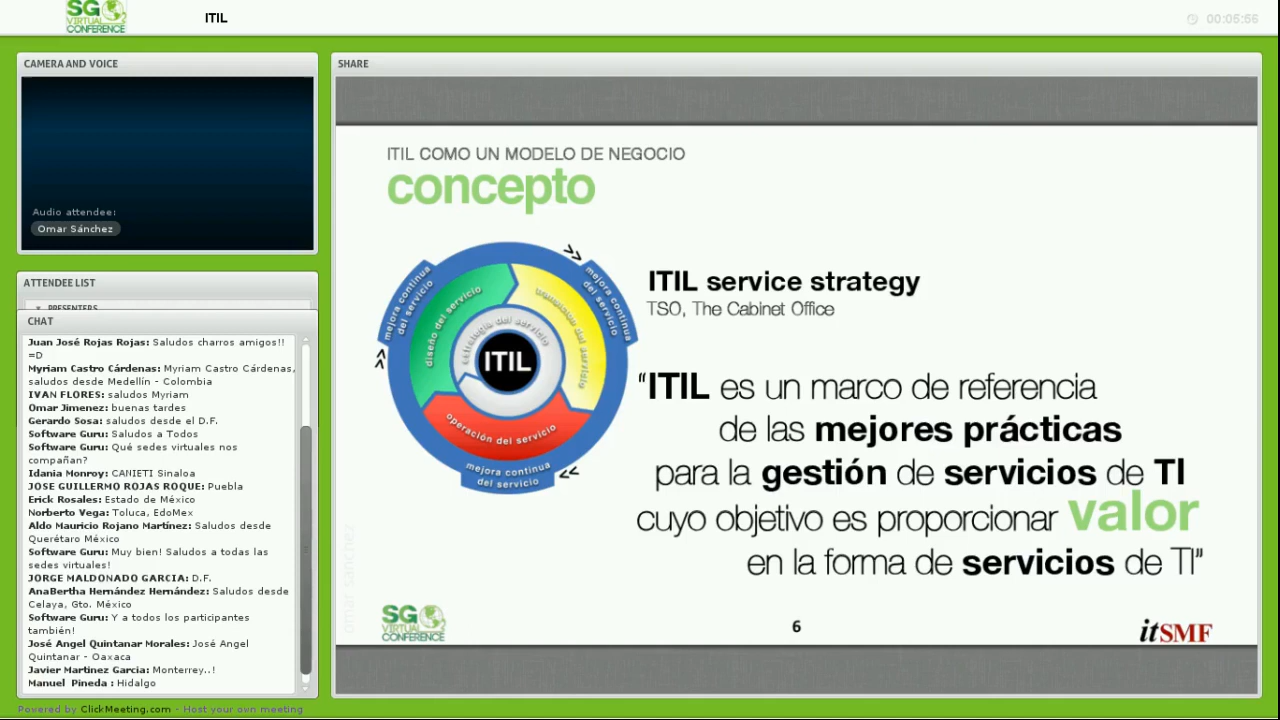 SG
VIRTUAL
CONFERENCE
ITIL
00:05:56
CAMERA AND VOICE
Audio attendee:
Omar Sánchez
ATTENDEE LIST
PRESENTERS
CHAT
Juan José Rojas Rojas: Saludos charros amigos!!
=D
Myriam Castro Cárdenas: Myriam Castro Cárdenas,
saludos desde Medellín - Colombia
IVAN FLORES: saludos Myriam
Omar Jimenez: buenas tardes
Gerardo Sosa: saludos desde el D.F.
Software Guru: Saludos a Todos
Software Guru: Qué sedes virtuales nos
compañan?
Idania Monroy: CANIETI Sinaloa
JOSE GUILLERMO ROJAS ROQUE: Puebla
Erick Rosales: Estado de México
Norberto Vega: Toluca, EdoMex
Aldo Mauricio Rojano Martínez: Saludos desde
Querétaro México
Software Guru: Muy bien! Saludos a todas las
sedes virtuales!
JORGE MALDONADO GARCIA: D.F.
AnaBertha Hernández Hernández: Saludos desde
Celaya, Gto. México
Software Guru: Y a todos los participantes
también!
José Angel Quintanar Morales: José Angel
Quintanar - Oaxaca
Javier Martinez Garcia: Monterrey..!
Manuel Pineda : Hidalgo
Powered by ClickMeeting.com - Host your own meeting
SHARE
ITIL COMO UN MODELO DE NEGOCIO
concepto
mejora continua
del servicio
mejora continua
del servicio
diseño del servicio
transición del servicio
estrategia del servicio
ITIL
operación del servicio
mejora continua
del servicio
ITIL service strategy
TSO, The Cabinet Office
“ITIL es un marco de referencia
de las mejores prácticas
para la gestión de servicios de TI
cuyo objetivo es proporcionar valor
en la forma de servicios de TI”
omar sánchez
SG
VIRTUAL
CONFERENCE
6
itSMF